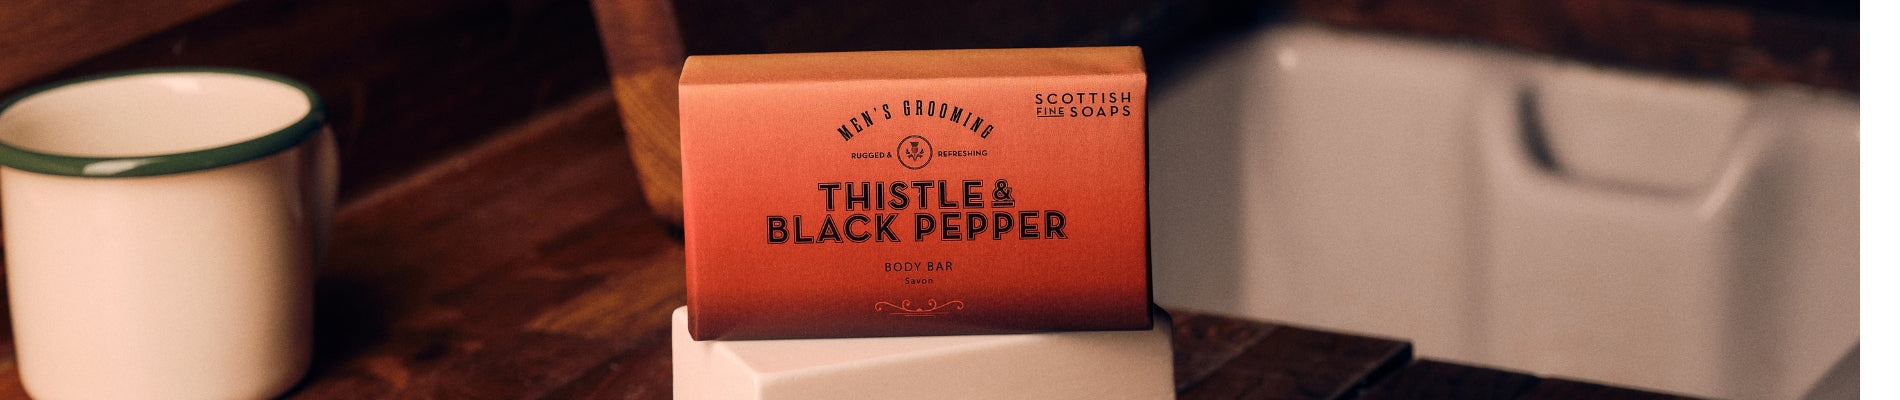 MEN'S GROOMING
SCOTTISH
FINE SOAPS
RUGGED & REFRESHING
THISTLE &
BLACK PEPPER
BODY BAR
Savon